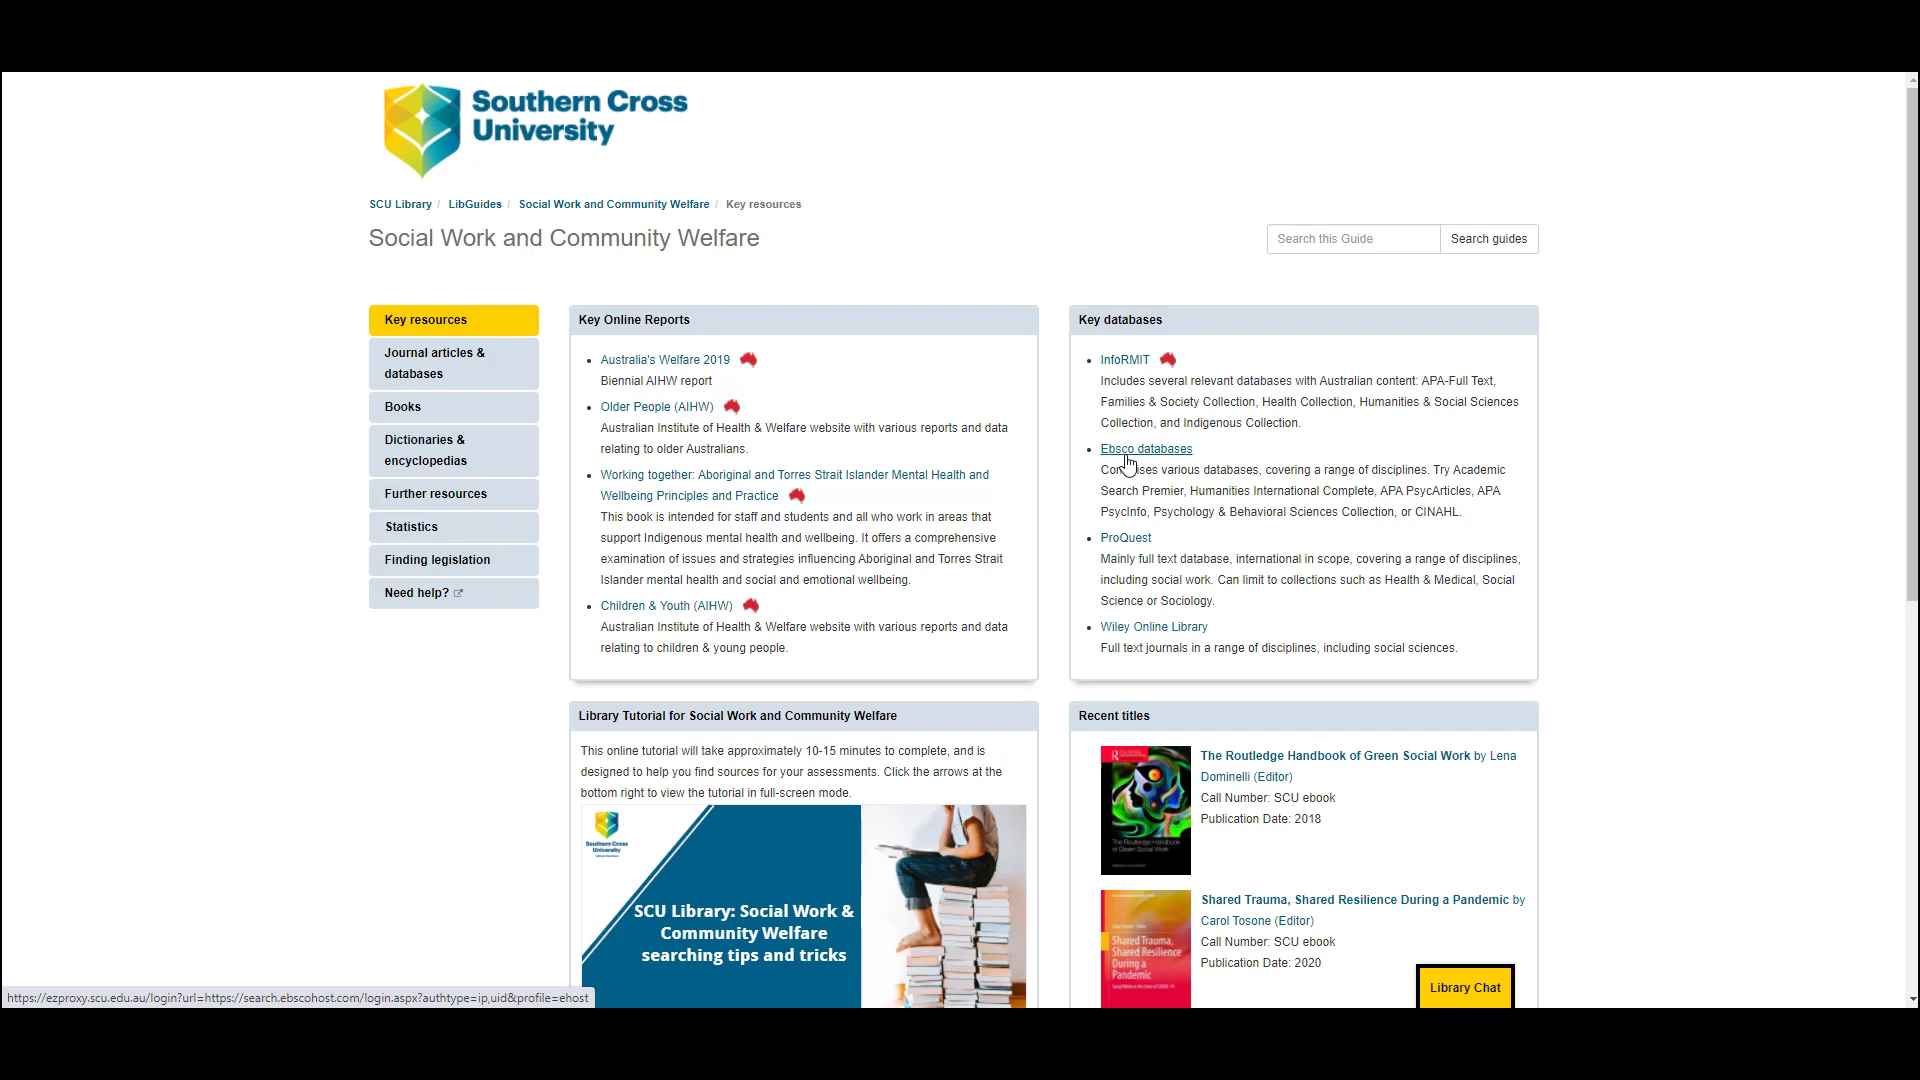 Southern Cross
University
SCU Library / LibGuides / Social Work and Community Welfare / Key resources
Social Work and Community Welfare
Search this Guide
Search guides
Key resources
Journal articles &
databases
Books
Dictionaries &
encyclopedias
Further resources
Statistics
Finding legislation
Need help?
Key Online Reports
Australia's Welfare 2019
Biennial AIHW report
Older People (AIHW)
Australian Institute of Health & Welfare website with various reports and data
relating to older Australians.
Working together: Aboriginal and Torres Strait Islander Mental Health and
Wellbeing Principles and Practice
This book is intended for staff and students and all who work in areas that
support Indigenous mental health and wellbeing. It offers a comprehensive
examination of issues and strategies influencing Aboriginal and Torres Strait
Islander mental health and social and emotional wellbeing.
Children & Youth (AIHW)
Australian Institute of Health & Welfare website with various reports and data
relating to children & young people.
Key databases
InfoRMIT
Includes several relevant databases with Australian content: APA-Full Text,
Families & Society Collection, Health Collection, Humanities & Social Sciences
Collection, and Indigenous Collection.
Ebsco databases
various databases, covering a range of disciplines. Try Academic
Search Premier, Humanities International Complete, APA PsycArticles, APA
PsycInfo, Psychology & Behavioral Sciences Collection, or CINAHL.
ProQuest
Mainly full text database, international in scope, covering a range of disciplines,
including social work. Can limit to collections such as Health & Medical, Social
Science or Sociology.
Wiley Online Library
Full text journals in a range of disciplines, including social sciences.
Library Tutorial for Social Work and Community Welfare
This online tutorial will take approximately 10-15 minutes to complete, and is
designed to help you find sources for your assessments. Click the arrows at the
bottom right to view the tutorial in full-screen mode.
Southern Cross
University
SCU Library: Social Work &
Community Welfare
searching tips and tricks
Recent titles
The Routledge Handbook of Green Social Work by Lena
Dominelli (Editor)
Call Number: SCU ebook
Publication Date: 2018
The Routledge Handbook
of Green Social Work
Shared Trauma, Shared Resilience During a Pandemic by
Carol Tosone (Editor)
Call Number: SCU ebook
Publication Date: 2020
Shared Trauma,
Shared Resilience
During a
Pandemic
Library Chat
https://ezproxy.scu.edu.au/login?url=https://search.ebscohost.com/login.aspx?authtype=ip,uid&profile=ehost